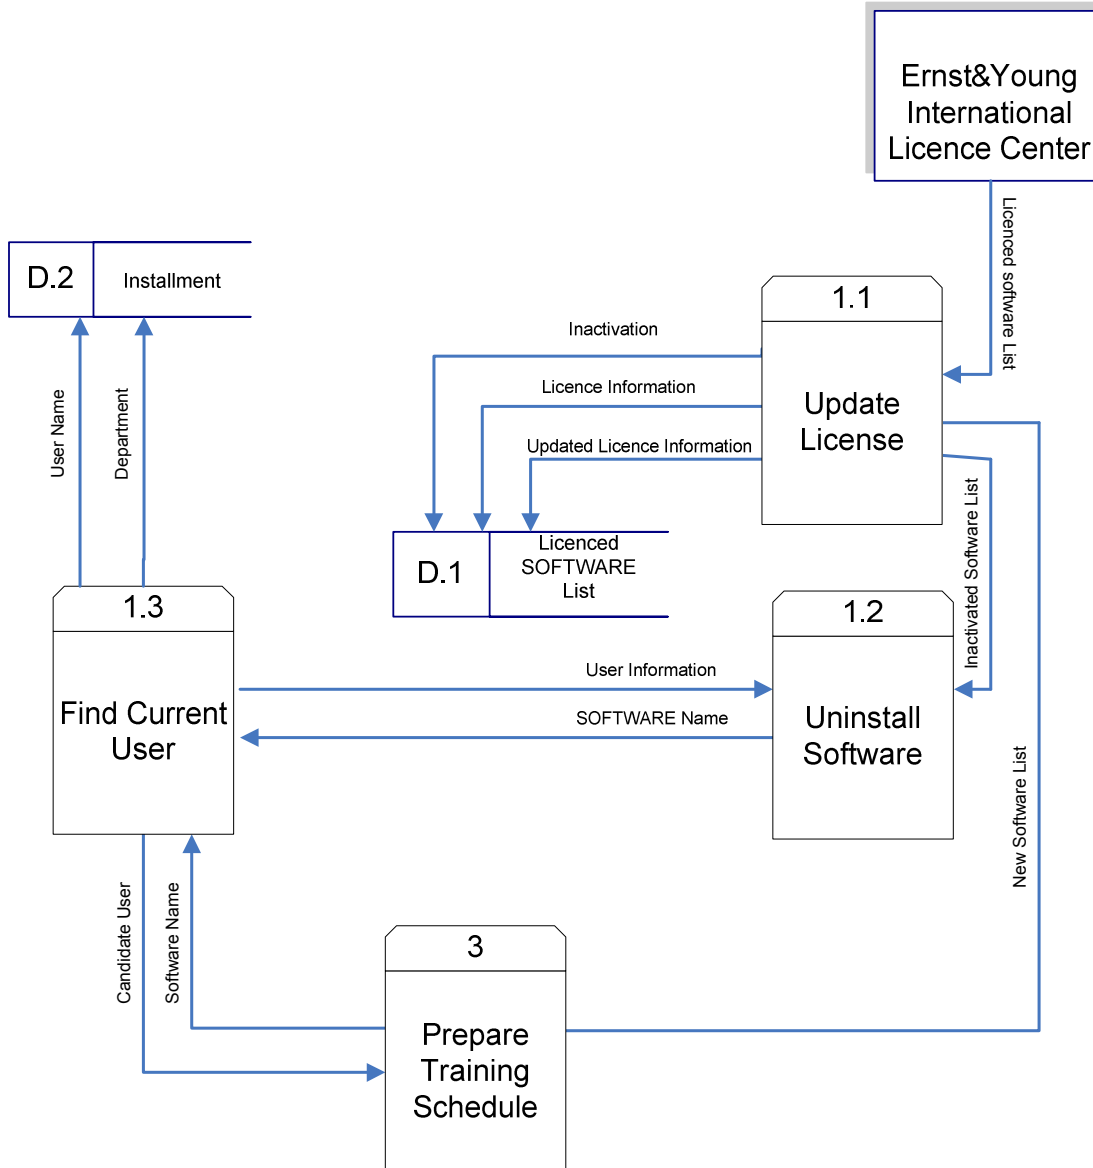 Ernst&Young
International
Licence Center
Licenced software List
D.2
Installment
1.1
Update
License
Inactivation
Licence Information
Updated Licence Information
User Name
Department
D.1
Licenced
SOFTWARE
List
Inactivated Software List
1.3
Find Current
User
1.2
Uninstall
Software
User Information
SOFTWARE Name
New Software List
Candidate User
Software Name
3
Prepare
Training
Schedule